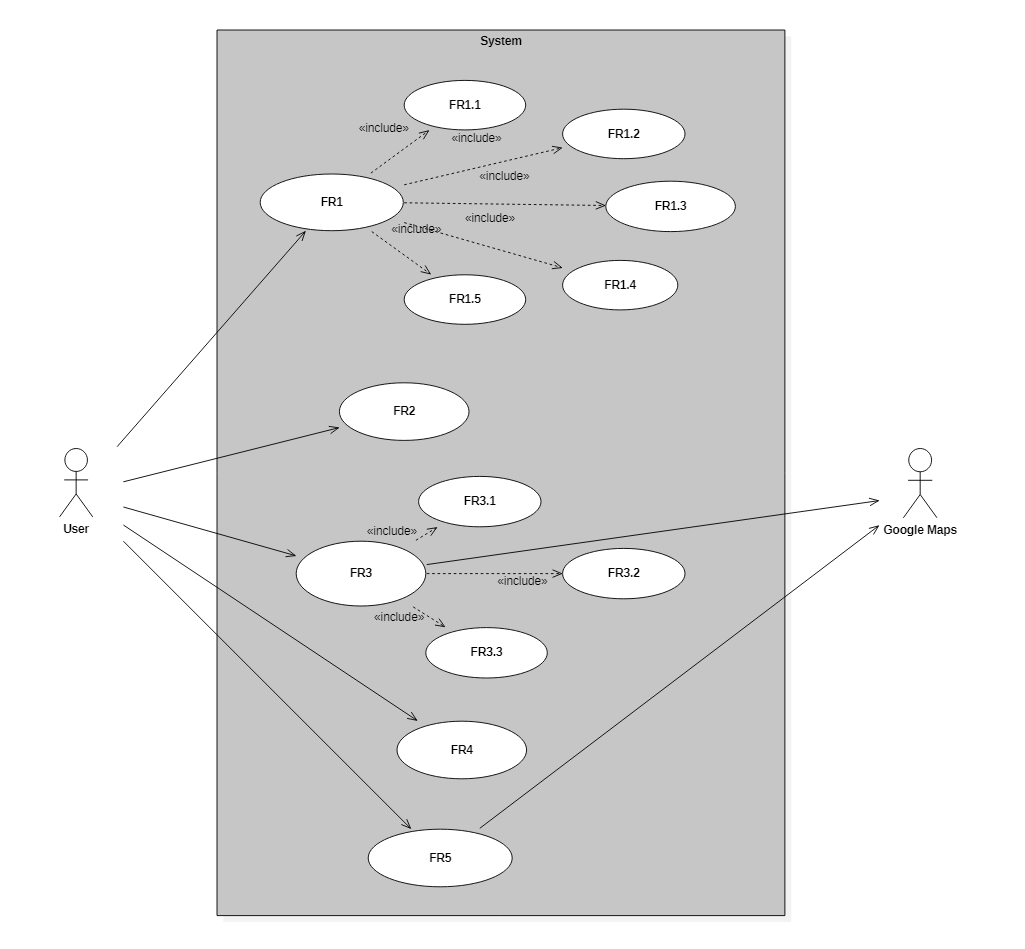 System
FR1.1
«include»
FR1.2
«include»
«include»
FR1
FR1.3
«include»
«include»
FR1.4
FR1.5
FR2
FR3.1
User
Google Maps
«include»
FR3
FR3.2
«include»
«include»
FR3.3
FR4
FR5